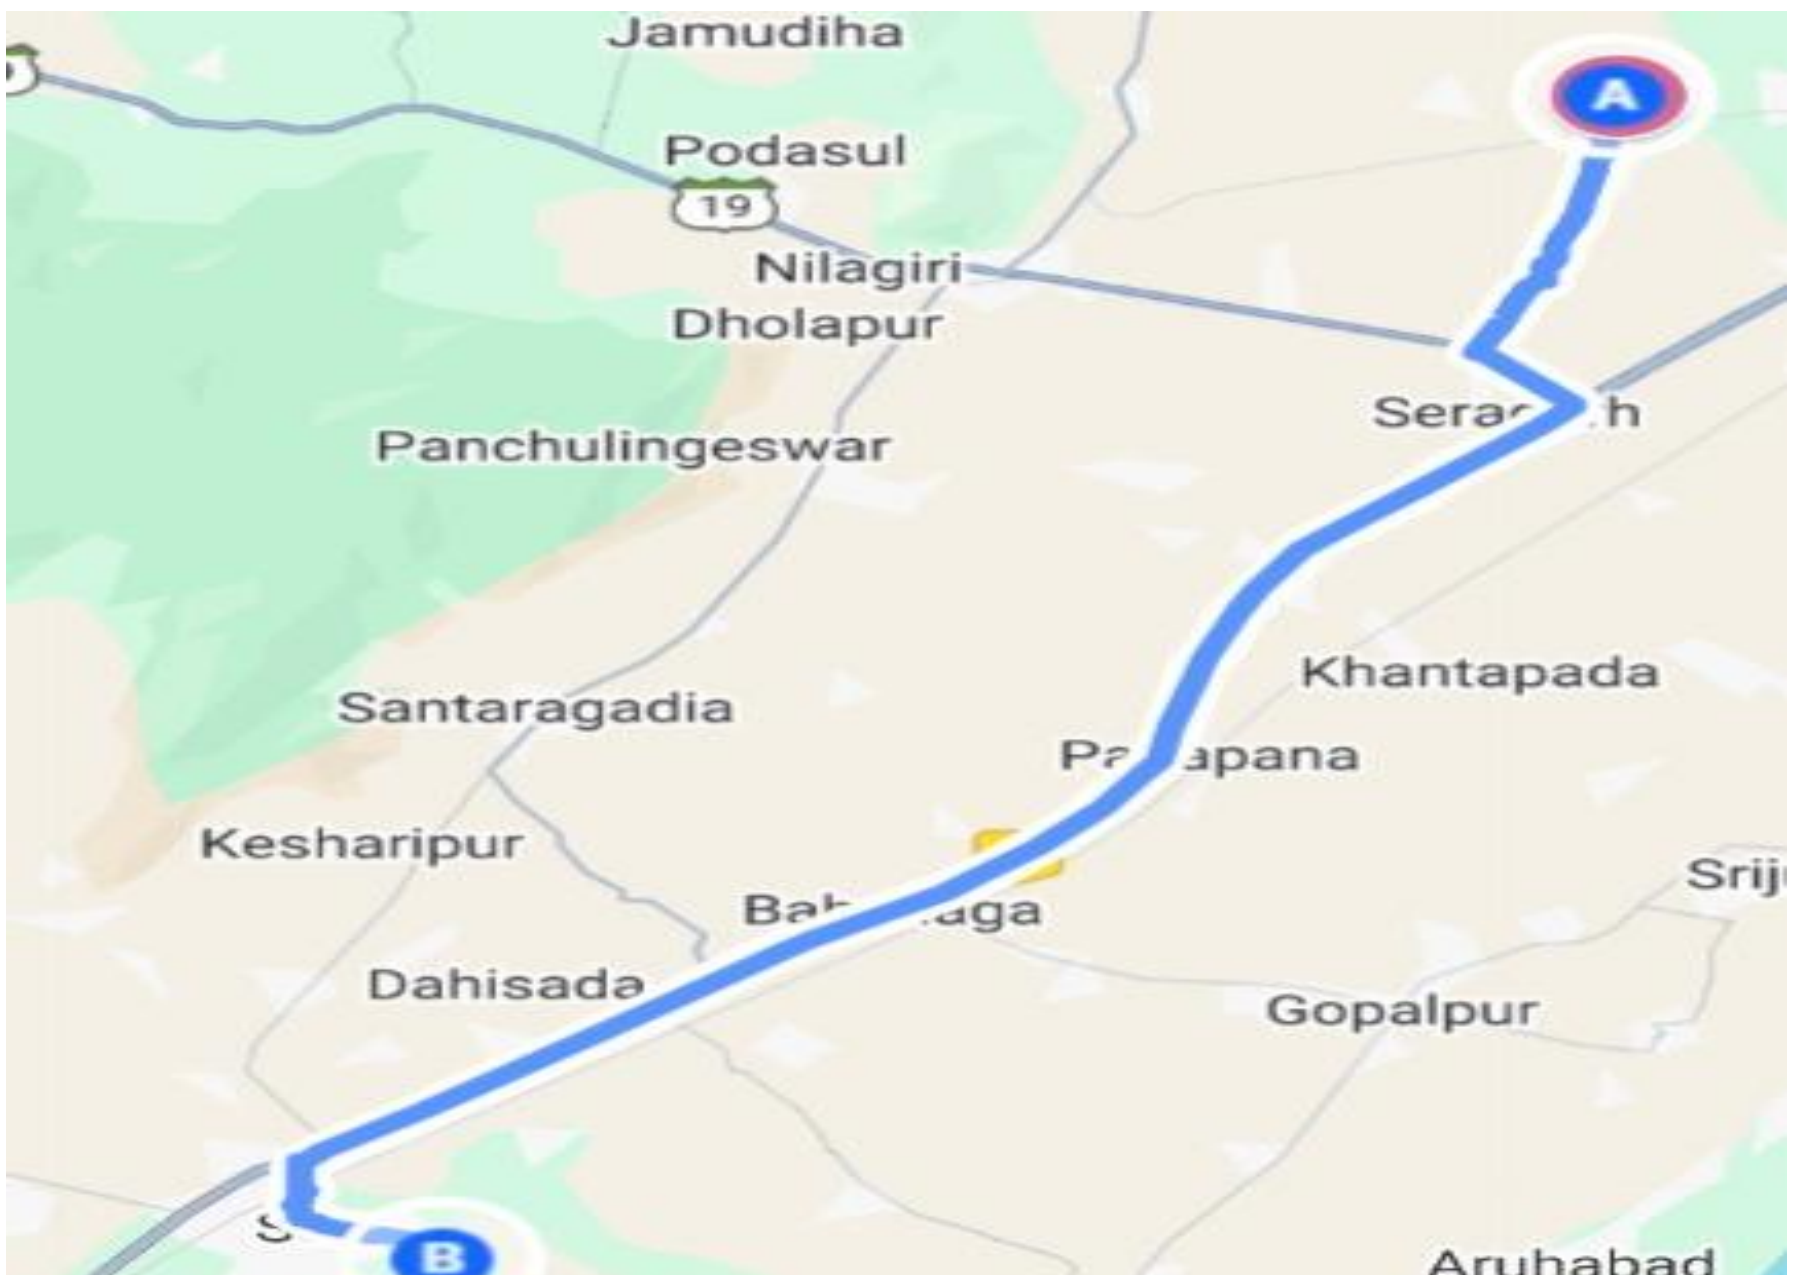 Jamudiha
A
Podasul
19
Nilagiri
Dholapur
Panchulingeswar
Khantapada
Santaragadia
Kesharipur
Dahisada
Gopalpur
B
Aruhabad